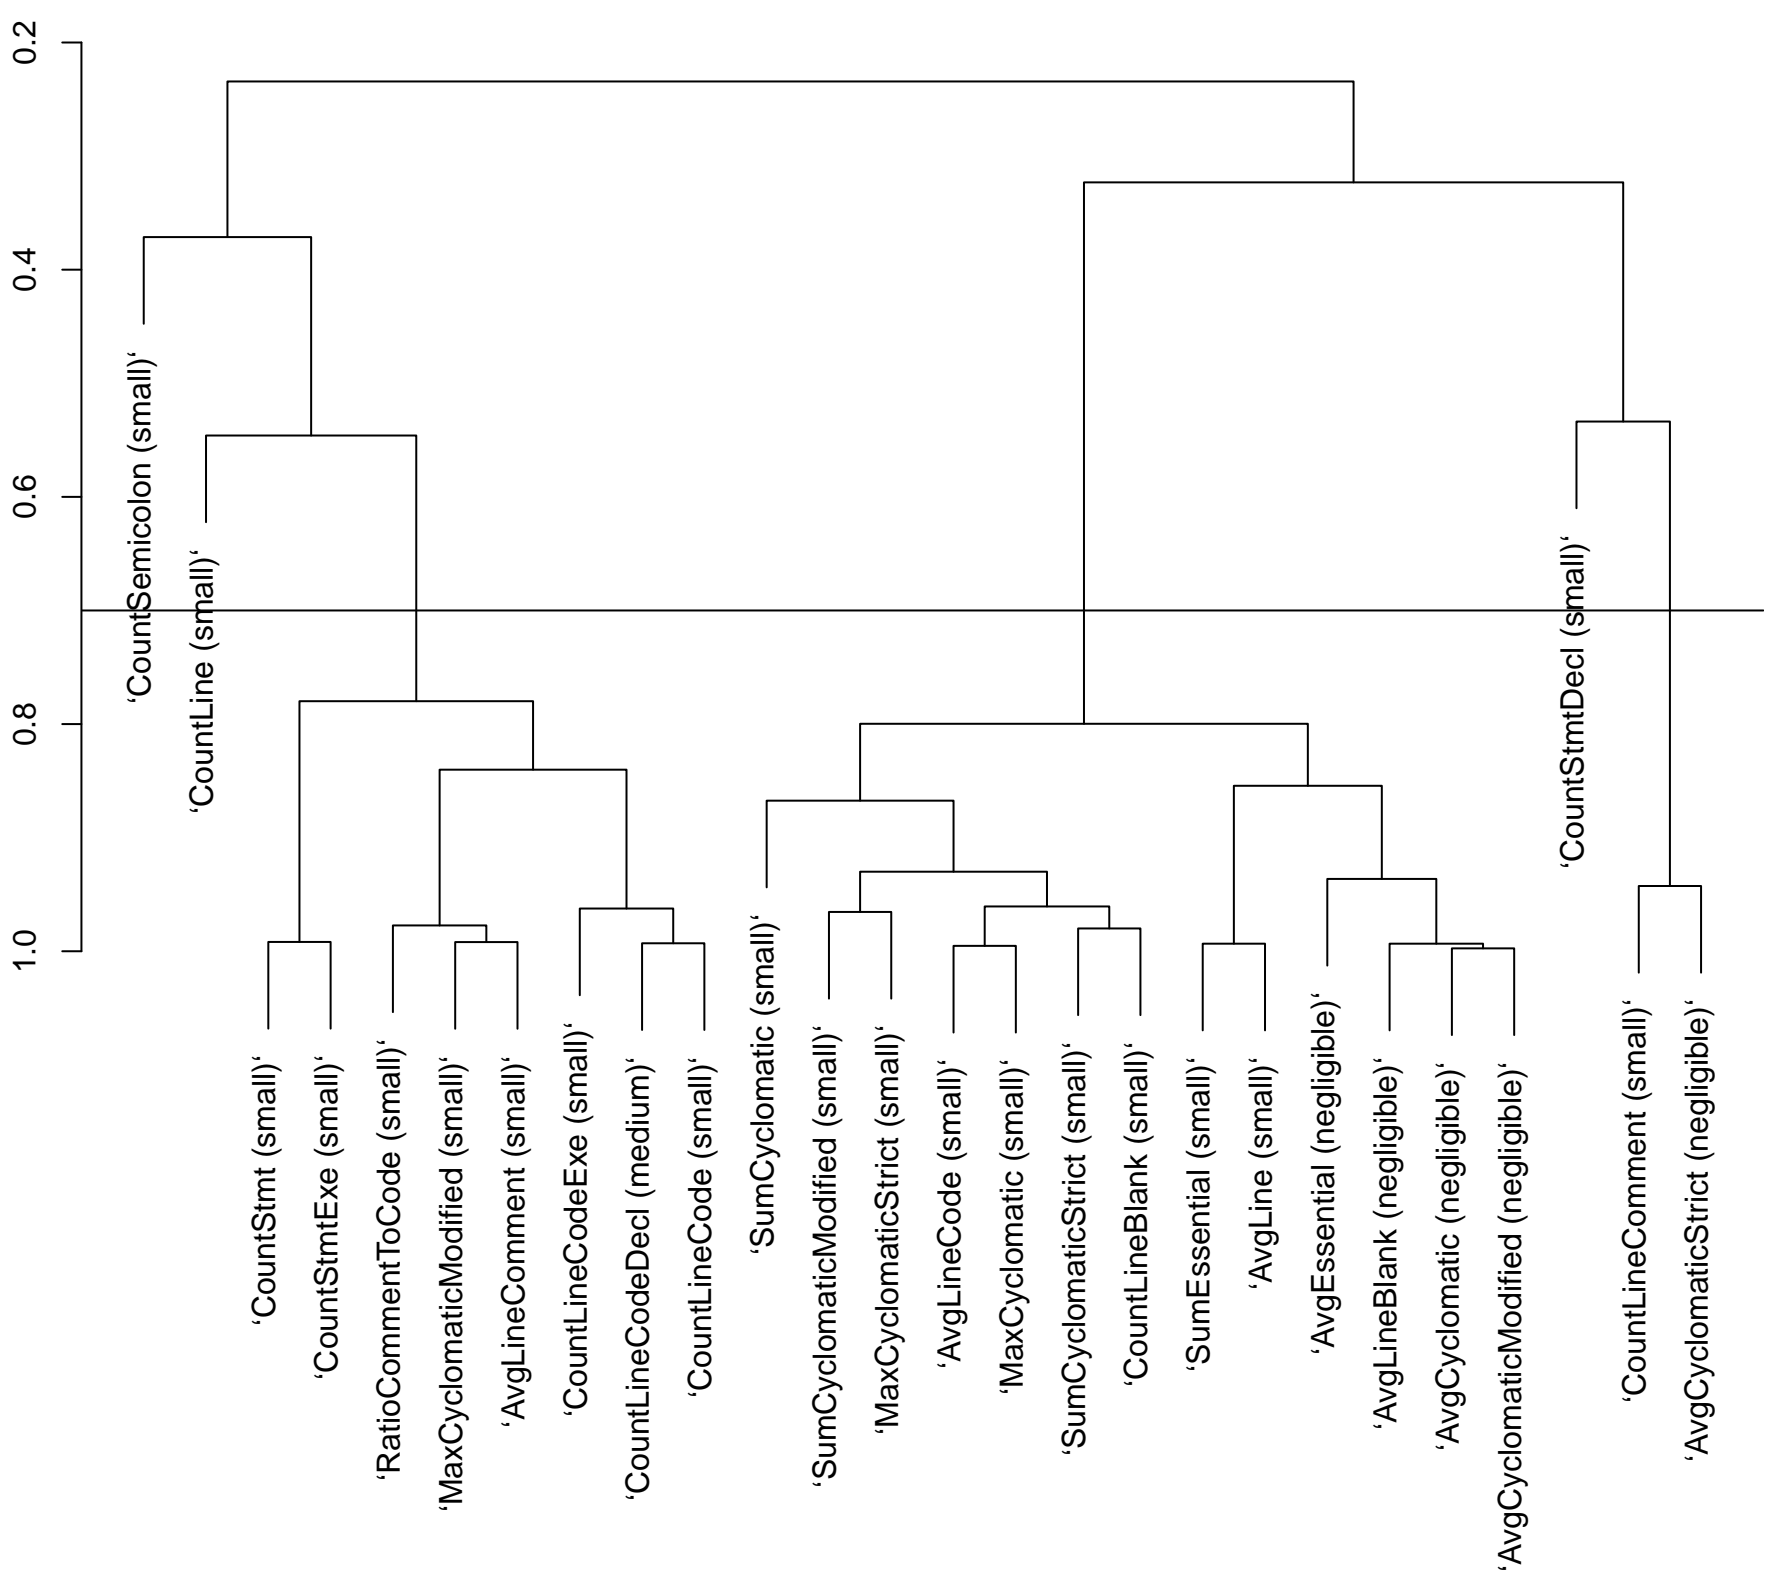 0.2
0.4
0.6
0.8
1.0
‘CountSemicolon (small)‘
‘CountLine (small)‘
‘CountStmt (small)‘
‘CountStmtExe (small)‘
‘RatioCommentToCode (small)‘
‘MaxCyclomaticModified (small)‘
‘AvgLineComment (small)‘
‘CountLineCodeExe (small)‘
‘CountLineCodeDecl (medium)‘
‘CountLineCode (small)‘
‘SumCyclomatic (small)‘
‘SumCyclomaticModified (small)‘
‘MaxCyclomaticStrict (small)‘
‘AvgLineCode (small)‘
‘MaxCyclomatic (small)‘
‘SumCyclomaticStrict (small)‘
‘CountLineBlank (small)‘
‘SumEssential (small)‘
‘AvgLine (small)‘
‘AvgEssential (negligible)‘
‘AvgLineBlank (negligible)‘
‘AvgCyclomatic (negligible)‘
‘AvgCyclomaticModified (negligible)‘
‘CountStmtDecl (small)‘
‘CountLineComment (small)‘
‘AvgCyclomaticStrict (negligible)‘